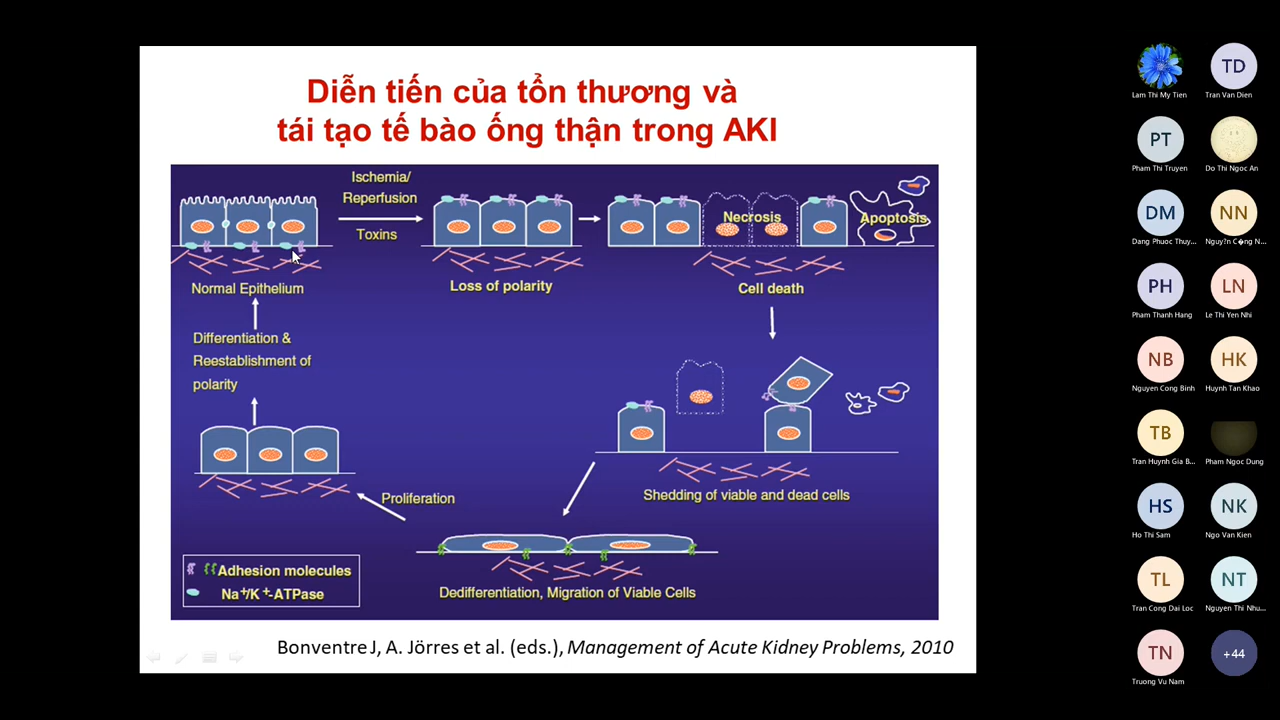 Diễn tiến của tổn thương và
tái tạo tế bào ống thận trong AKI
Ischemia/
Reperfusion
Toxins
Necrosis
Apoptosis
Normal Epithelium
Loss of polarity
Cell death
Differentiation &
Reestablishment of
polarity
Shedding of viable and dead cells
Proliferation
Dedifferentiation, Migration of Viable Cells
Adhesion molecules
Na⁺/K⁺-ATPase
Bonventre J, A. Jörres et al. (eds.), Management of Acute Kidney Problems, 2010
Lam Thi My Tien
TD
Tran Van Dien
PT
Pham Thi Truyen
Do Thi Ngoc An
DM
Dang Phuoc Thuy...
NN
Nguy?n C�ng N...
PH
Pham Thanh Hang
LN
Le Thi Yen Nhi
NB
Nguyen Cong Binh
HK
Huynh Tan Khao
TB
Tran Huynh Gia B...
Pham Ngoc Dung
HS
Ho Thi Sam
NK
Ngo Van Kien
TL
Tran Cong Dai Loc
NT
Nguyen Thi Nhu...
TN
Truong Vu Nam
+44